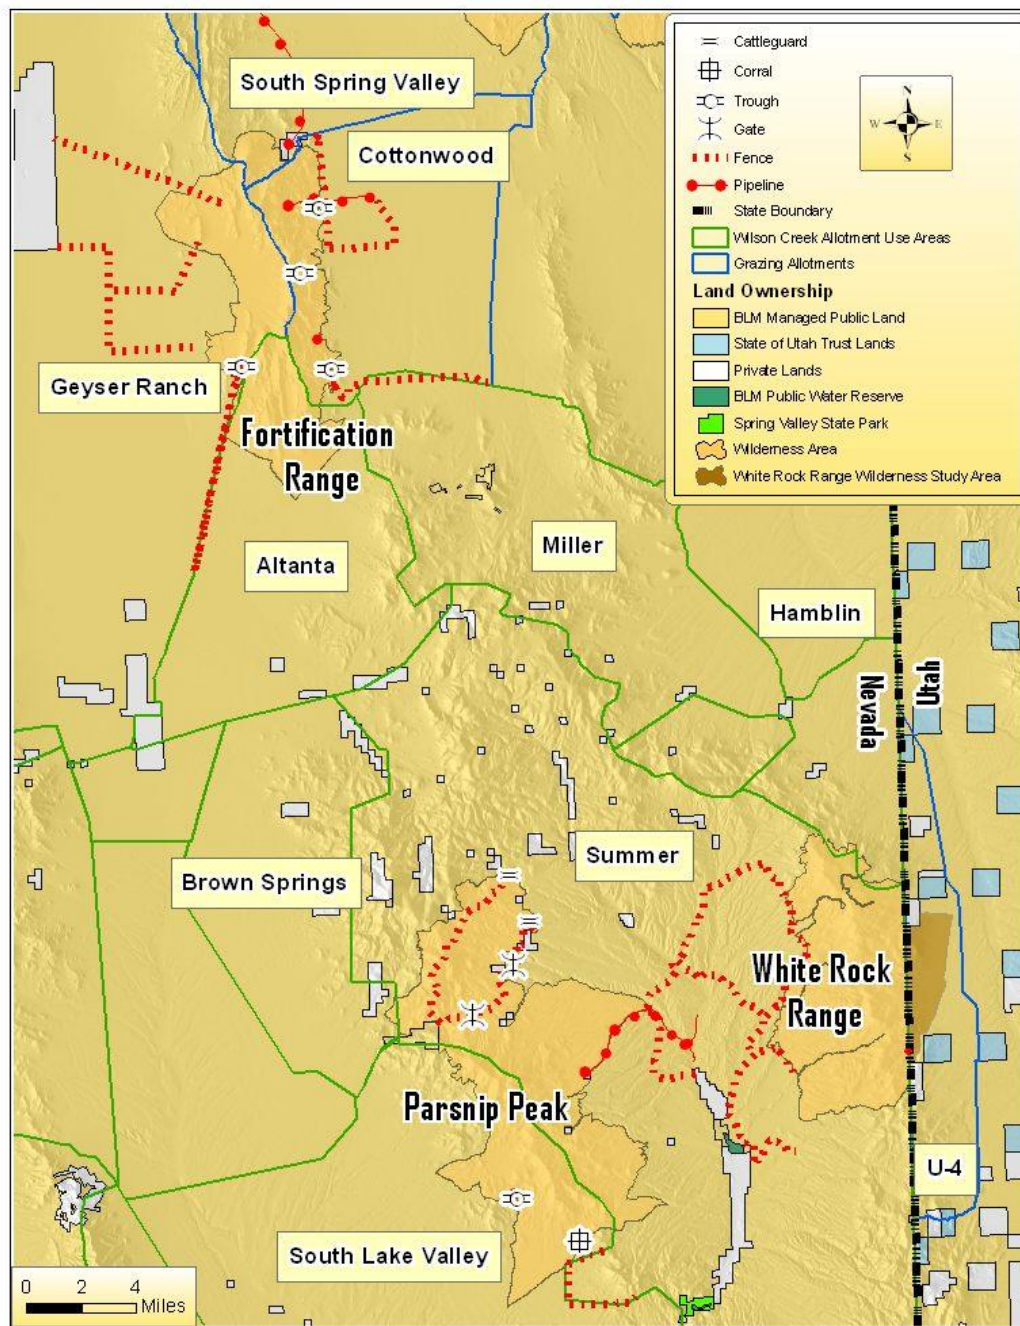 South Spring Valley
Cottonwood
Geyser Ranch
Fortification
Range
Altanta
Miller
Hamblin
Nevada
Utah
Brown Springs
Summer
White Rock
Range
Parsnip Peak
U-4
South Lake Valley
0 2 4
Miles
Cattleguard
Corral
Trough
Gate
Fence
Pipeline
State Boundary
Wilson Creek Allotment Use Areas
Grazing Allotments
Land Ownership
BLM Managed Public Land
State of Utah Trust Lands
Private Lands
BLM Public Water Reserve
Spring Valley State Park
Wilderness Area
White Rock Range Wilderness Study Area
N
W E
S